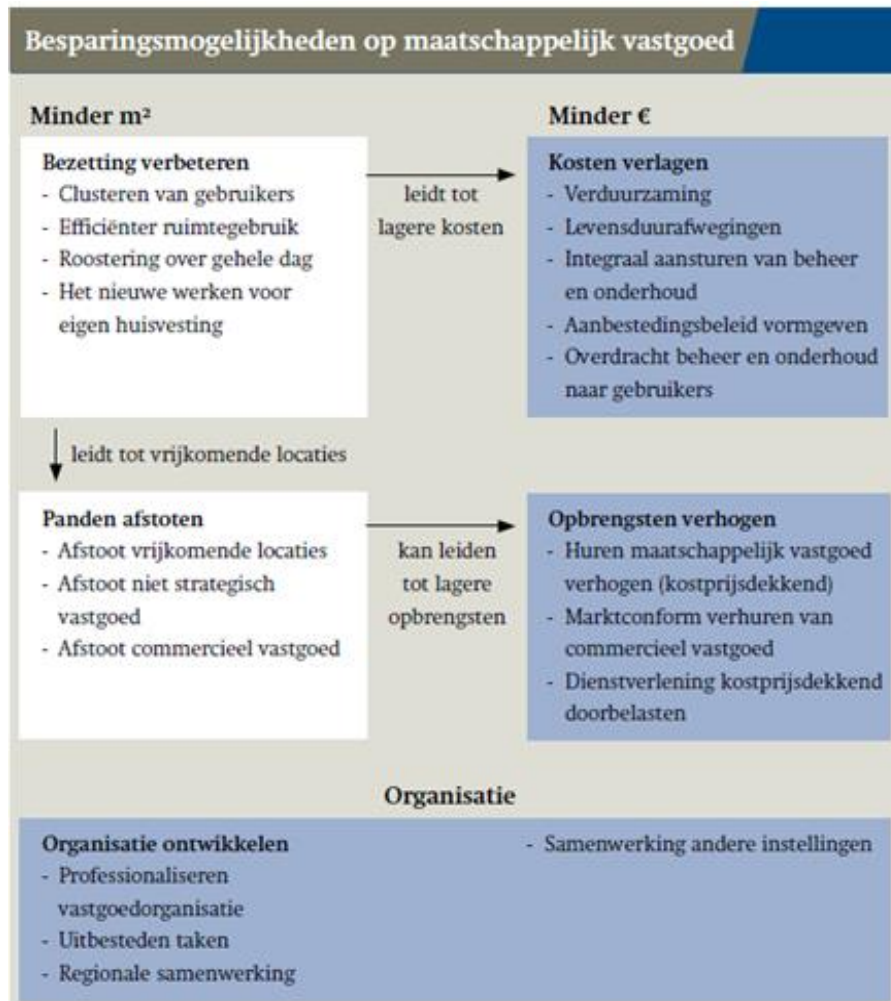 Besparingsmogelijkheden op maatschappelijk vastgoed
Minder m²
Bezetting verbeteren
- Clusteren van gebruikers
- Efficiënter ruimtegebruik
- Roostering over gehele dag
- Het nieuwe werken voor
eigen huisvesting
leidt tot
lagere kosten
Minder €
Kosten verlagen
- Verduurzaming
- Levensduurafwegingen
- Integraal aansturen van beheer
en onderhoud
- Aanbestedingsbeleid vormgeven
- Overdracht beheer en onderhoud
naar gebruikers
leidt tot vrijkomende locaties
Panden afstoten
- Afstoot vrijkomende locaties
- Afstoot niet strategisch
vastgoed
- Afstoot commercieel vastgoed
kan leiden
tot lagere
opbrengsten
Opbrengsten verhogen
- Huren maatschappelijk vastgoed
verhogen (kostprijsdekkend)
- Marktconform verhuren van
commercieel vastgoed
- Dienstverlening kostprijsdekkend
doorbelasten
Organisatie
Organisatie ontwikkelen
- Professionaliseren
vastgoedorganisatie
- Uitbesteden taken
- Regionale samenwerking
- Samenwerking andere instellingen